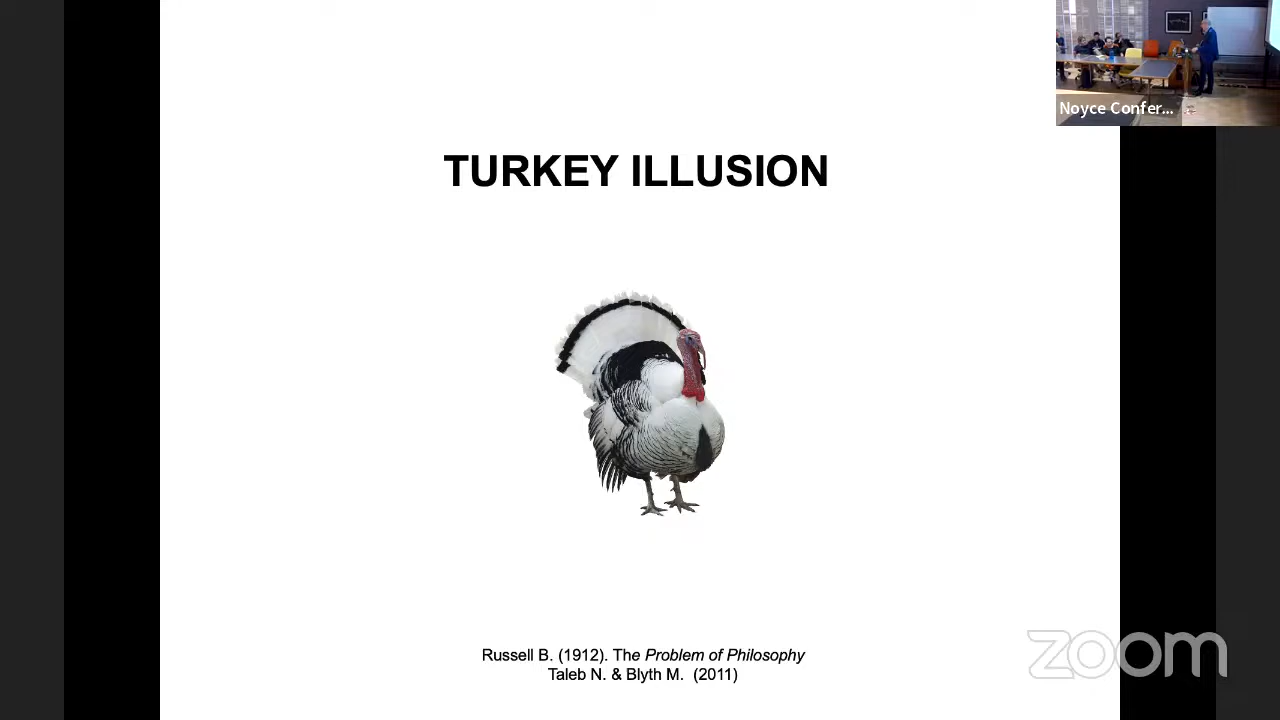 Noyce Confer...
TURKEY ILLUSION
Russell B. (1912). The Problem of Philosophy
Taleb N. & Blyth M. (2011)
zoom